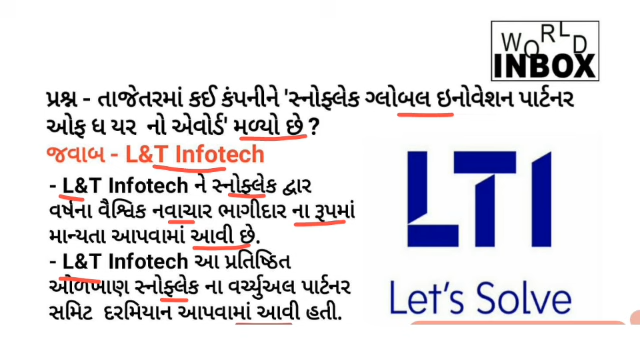 WORLD
INBOX
પ્રશ્ન - તાજેતરમાં કઈ કંપનીને 'સ્નોફ્લેક ગ્લોબલ ઇનોવેશન પાર્ટનર
ઓફ ધ યર નો એવોર્ડ' મળ્યો છે ?
જવાબ - L&T Infotech
- L&T Infotech ને સ્નોફ્લેક દ્વાર
વર્ષના વૈશ્વિક નવાચાર ભાગીદાર ના રૂપમાં
માન્યતા આપવામાં આવી છે.
- L&T Infotech આ પ્રતિષ્ઠિત
ઓળખાણ સ્નોફ્લેક ના વર્ચ્યુઅલ પાર્ટનર
સમિટ દરમિયાન આપવામાં આવી હતી.
LTI
Let's Solve